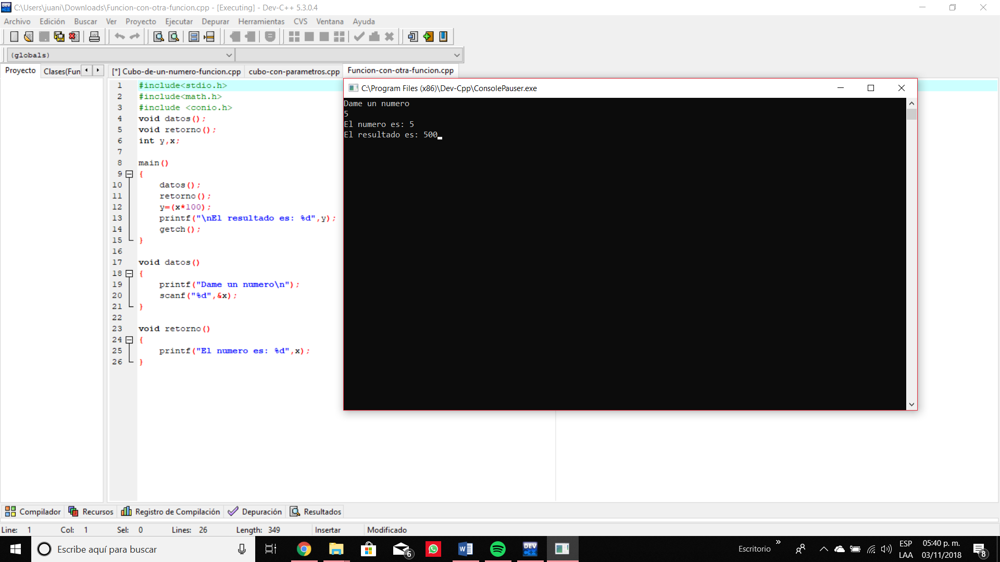 C:\Users\juani\Downloads\Funcion-con-otra-funcion.cpp - [Executing] - Dev-C++ 5.3.0.4
Archivo Edición Buscar Ver Proyecto Ejecutar Depurar Herramientas CVS Ventana Ayuda
(globals)
Proyecto Clases(Fun [*] Cubo-de-un-numero-funcion.cpp cubo-con-parametros.cpp Funcion-con-otra-funcion.cpp
1 #include<stdio.h>
2 #include<math.h>
3 #include <conio.h>
4 void datos();
5 void retorno();
6 int y,x;
7
8 main()
9 {
10 datos();
11 retorno();
12 y=(x*100);
13 printf("\nEl resultado es: %d",y);
14 getch();
15 }
16
17 void datos()
18 {
19 printf("Dame un numero\n");
20 scanf("%d",&x);
21 }
22
23 void retorno()
24 {
25 printf("El numero es: %d",x);
26 }
C:\Program Files (x86)\Dev-Cpp\ConsolePauser.exe
Dame un numero
5
El numero es: 5
El resultado es: 500
Compilador Recursos Registro de Compilación Depuración Resultados
Line: 1 Col: 1 Sel: 0 Lines: 26 Length: 349 Insertar Modificado
Escribe aquí para buscar
6
W
DEV C++
Escritorio
ESP
LAA
05:40 p. m.
03/11/2018
8